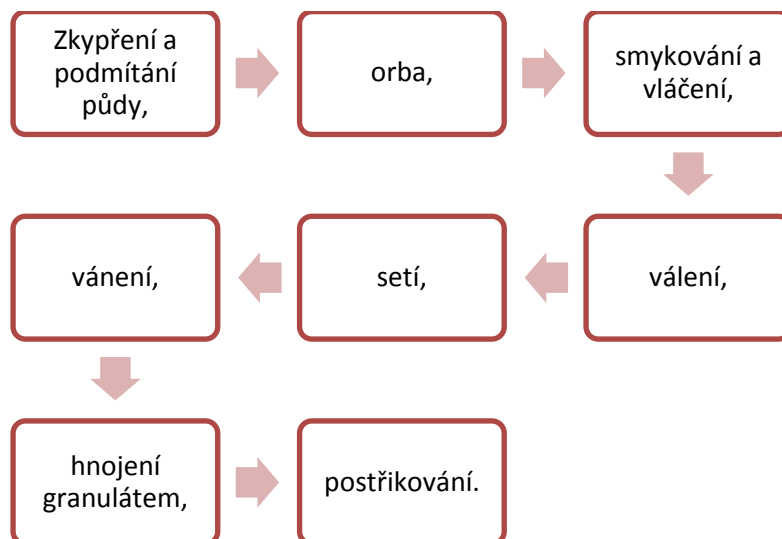 Zkypření a
podmítání
půdy,
orba,
smykování a
vláčení,
válení,
setí,
vánení,
hnojení
granulátem,
postřikování.